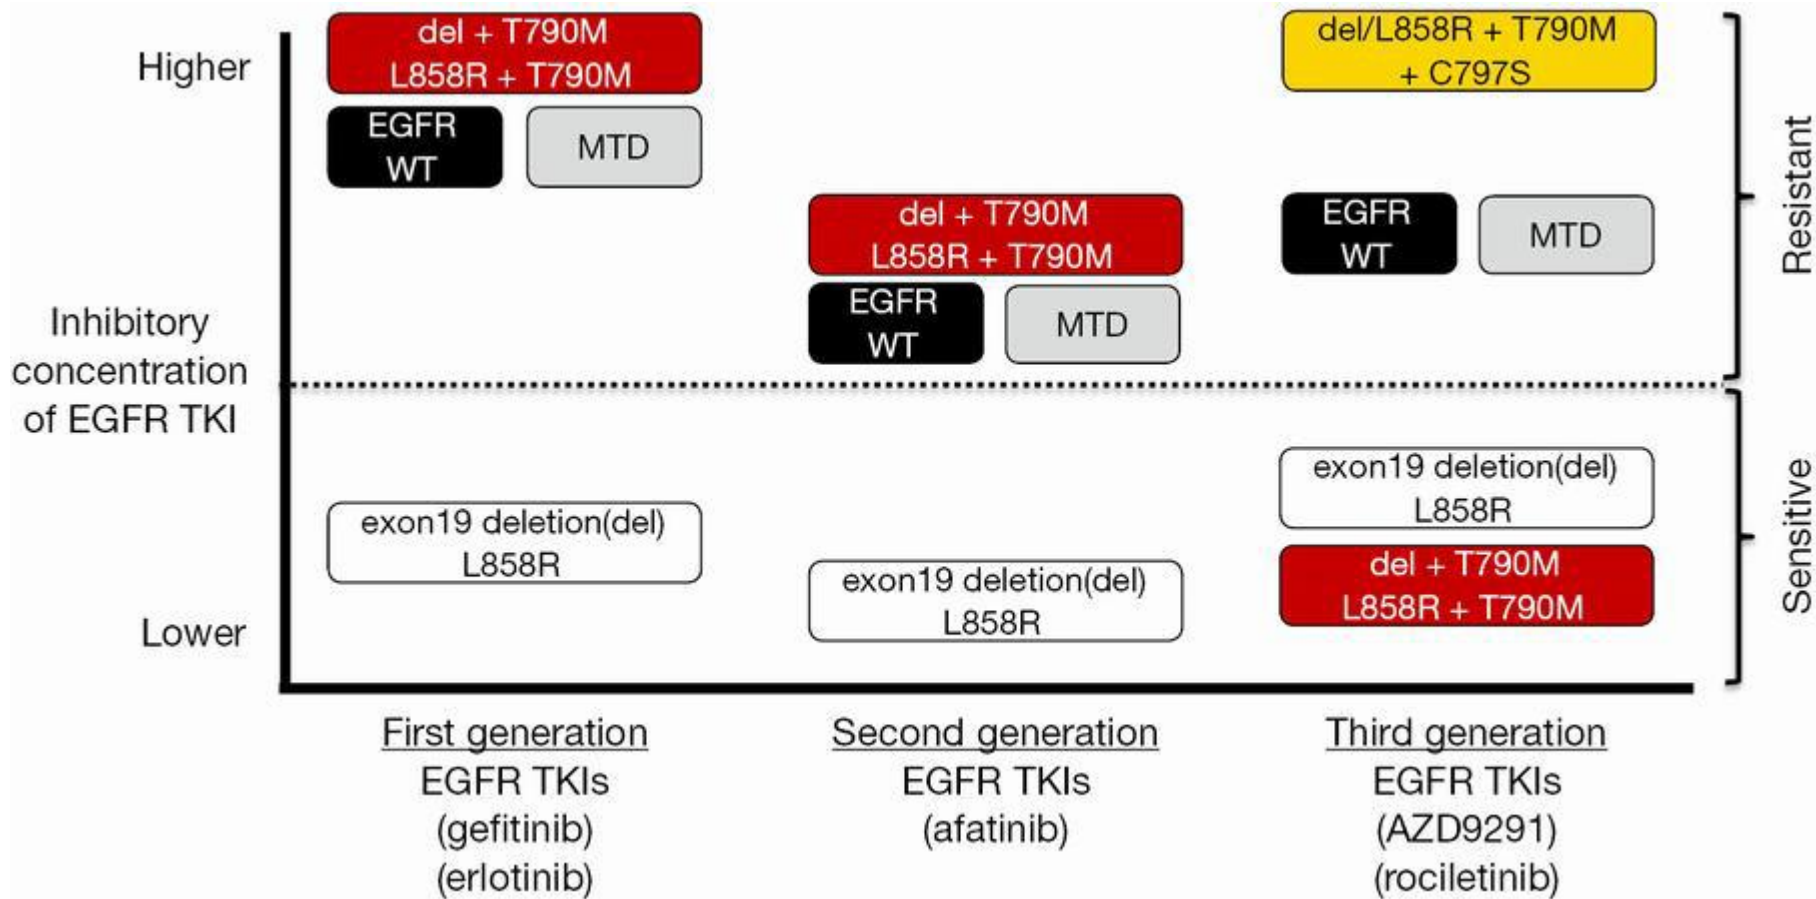 Higher
Inhibitory
concentration
of EGFR TKI
Lower
del + T790M
L858R + T790M
EGFR
WT
MTD
exon19 deletion(del)
L858R
del + T790M
L858R + T790M
EGFR
WT
MTD
exon19 deletion(del)
L858R
del/L858R + T790M
+ C797S
EGFR
WT
MTD
exon19 deletion(del)
L858R
del + T790M
L858R + T790M
Resistant
Sensitive
First generation
EGFR TKIs
(gefitinib)
(erlotinib)
Second generation
EGFR TKIs
(afatinib)
Third generation
EGFR TKIs
(AZD9291)
(rociletinib)